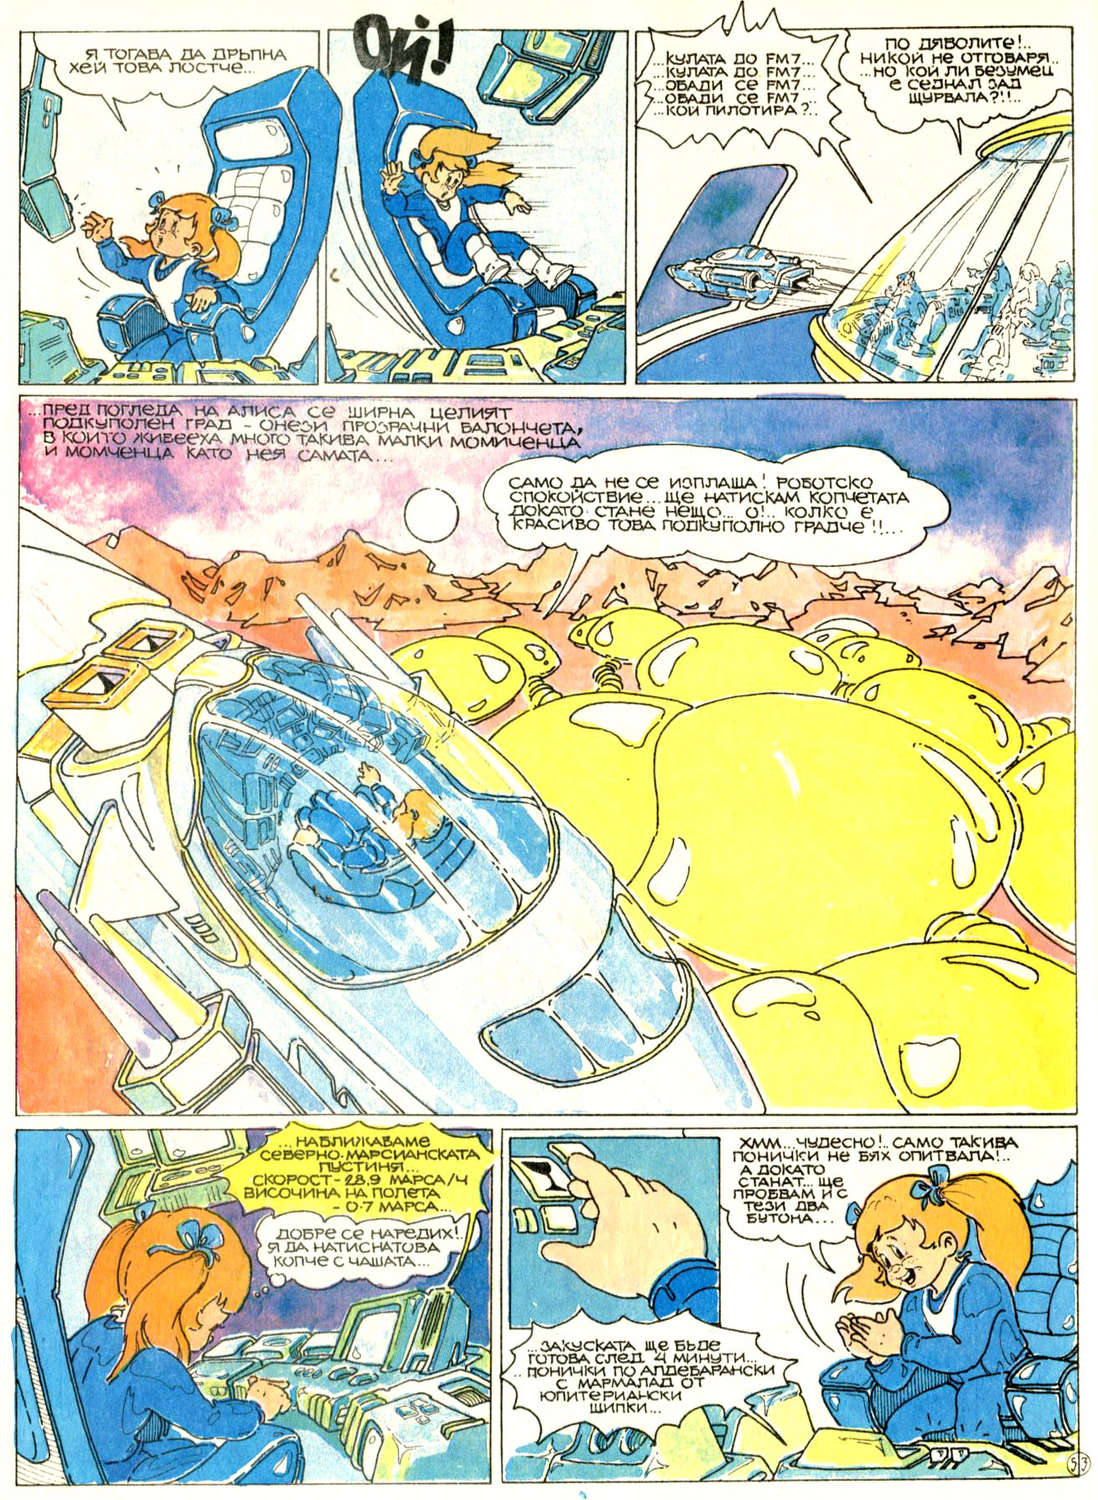 Я ТОГАВА ДА ДРЪПНА
ХЕЙ ТОВА ЛОСТЧЕ...
ОЙ!
...КУЛАТА ДО FM7...
...КУЛАТА ДО FM7...
...ОБАДИ СЕ FM7...
...ОБАДИ СЕ FM7...
...КОЙ ПИЛОТИРА?..
ПО ДЯВОЛИТЕ!..
НИКОЙ НЕ ОТГОВАРЯ...
...НО КОЙ ЛИ БЕЗУМЕЦ
Е СЕДНАЛ ЗАД
ЩУРВАЛА?!!..
...ПРЕД ПОГЛЕДА НА АЛИСА СЕ ШИРНА ЦЕЛИЯТ
ПОДКУПОЛЕН ГРАД - ОНЕЗИ ПРОЗРАЧНИ БАЛОНЧЕТА,
В КОИТО ЖИВЕЕХА МНОГО ТАКИВА МАЛКИ МОМИЧЕНЦА
И МОМЧЕНЦА КАТО НЕЯ САМАТА...
САМО ДА НЕ СЕ ИЗПЛАША! РОБОТСКО
СПОКОЙСТВИЕ... ЩЕ НАТИСКАМ КОПЧЕТАТА
ДОКАТО СТАНЕ НЕЩО... О!.. КОЛКО Е
КРАСИВО ТОВА ПОДКУПОЛНО ГРАДЧЕ!!...
...НАБЛИЖАВАМЕ
СЕВЕРНО-МАРСИАНСКАТА
ПУСТИНЯ...
СКОРОСТ - 28,9 МАРСА/Ч
ВИСОЧИНА НА ПОЛЕТА
- 0.7 МАРСА...
ДОБРЕ СЕ НАРЕДИХ!..
Я ДА НАТИСНА ТОВА
КОПЧЕ С ЧАШАТА...
...ЗАКУСКАТА ЩЕ БЪДЕ
ГОТОВА СЛЕД 4 МИНУТИ...
...ПОНИЧКИ ПО АЛДЕБАРАНСКИ
С МАРМАЛАД ОТ
ЮПИТЕРИАНСКИ
ШИПКИ...
ХММ...ЧУДЕСНО!.. САМО ТАКИВА
ПОНИЧКИ НЕ БЯХ ОПИТВАЛА!..
А ДОКАТО
СТАНАТ... ЩЕ
ПРОБВАМ И С
ТЕЗИ ДВА
БУТОНА...
53